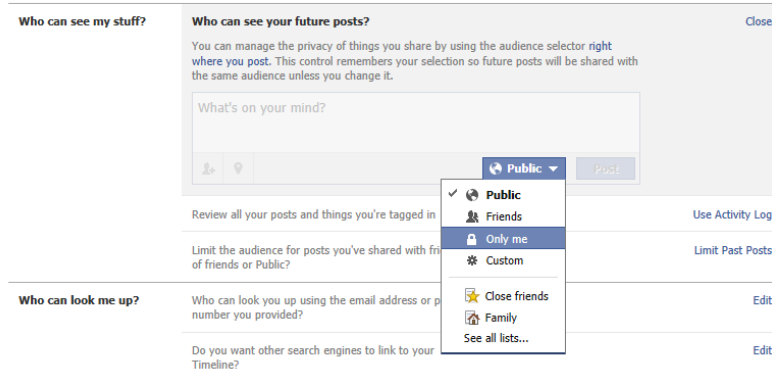 Who can see my stuff?
Who can see your future posts?
Close
You can manage the privacy of things you share by using the audience selector right
where you post. This control remembers your selection so future posts will be shared with
the same audience unless you change it.
What's on your mind?
Public
Post
Public
Friends
Only me
Custom
Close friends
Family
See all lists...
Review all your posts and things you're tagged in
Use Activity Log
Limit the audience for posts you've shared with
of friends or Public?
Limit Past Posts
Who can look me up?
Who can look you up using the email address or
number you provided?
Edit
Do you want other search engines to link to your
Timeline?
Edit